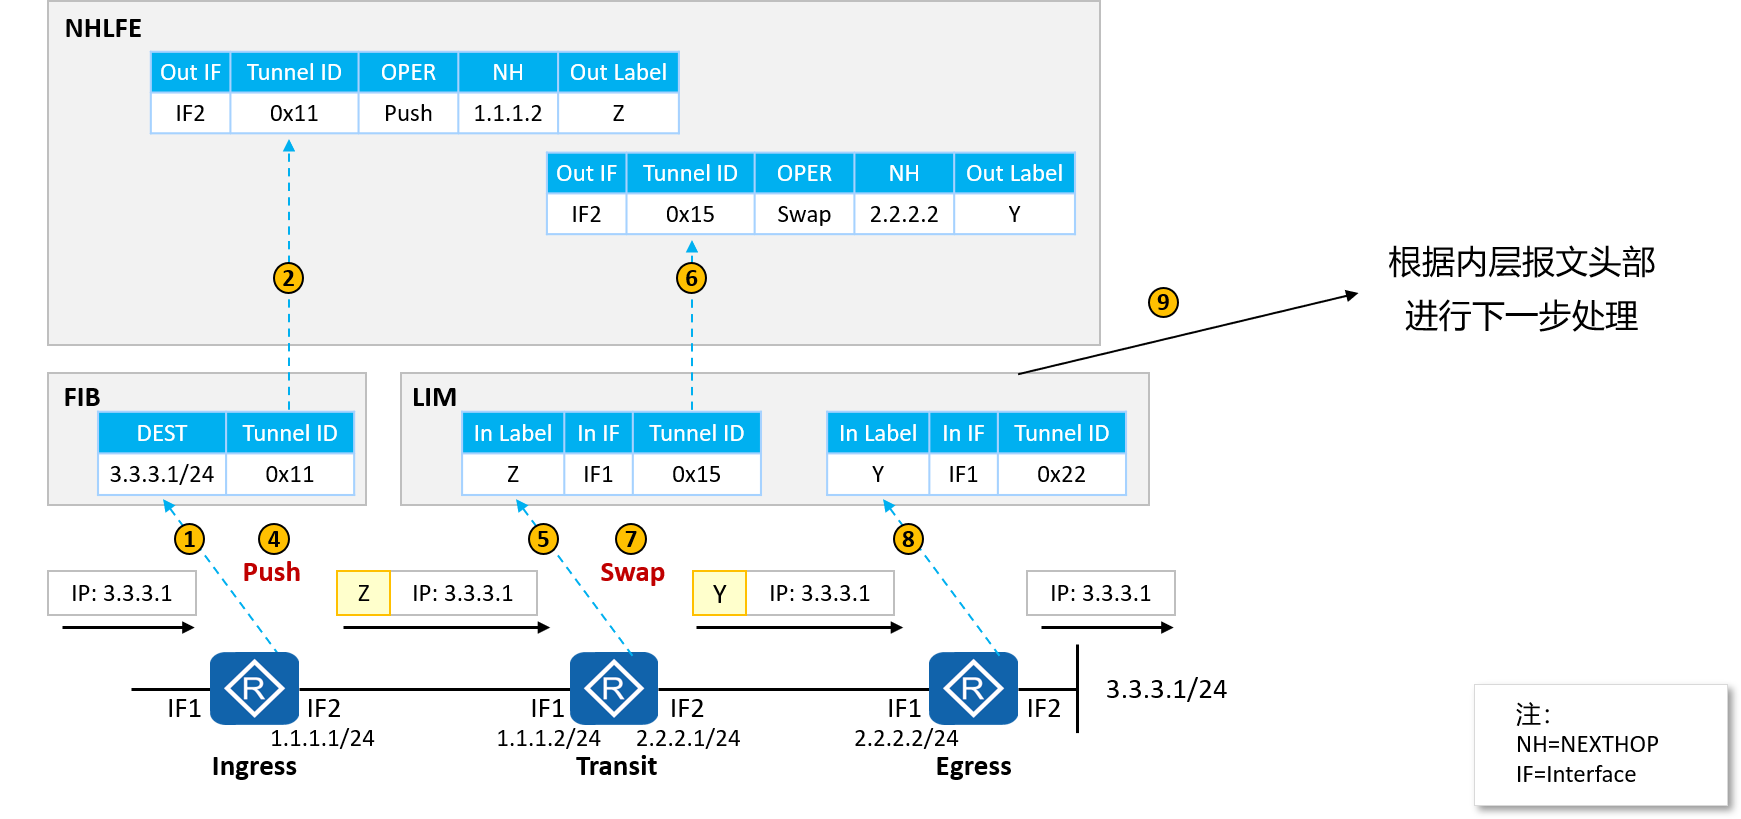 NHLFE
Out IF Tunnel ID OPER NH Out Label
IF2 0x11 Push 1.1.1.2 Z
Out IF Tunnel ID OPER NH Out Label
IF2 0x15 Swap 2.2.2.2 Y
2
6
9
根据内层报文头部
进行下一步处理
FIB
DEST Tunnel ID
3.3.3.1/24 0x11
LIM
In Label In IF Tunnel ID
Z IF1 0x15
In Label In IF Tunnel ID
Y IF1 0x22
1
4
Push
5
7
Swap
8
IP: 3.3.3.1
Z IP: 3.3.3.1
Y IP: 3.3.3.1
IP: 3.3.3.1
R
R
R
IF1 IF2
IF1 IF2
IF1 IF2
3.3.3.1/24
1.1.1.1/24
1.1.1.2/24 2.2.2.1/24
2.2.2.2/24
Ingress
Transit
Egress
注：
NH=NEXTHOP
IF=Interface